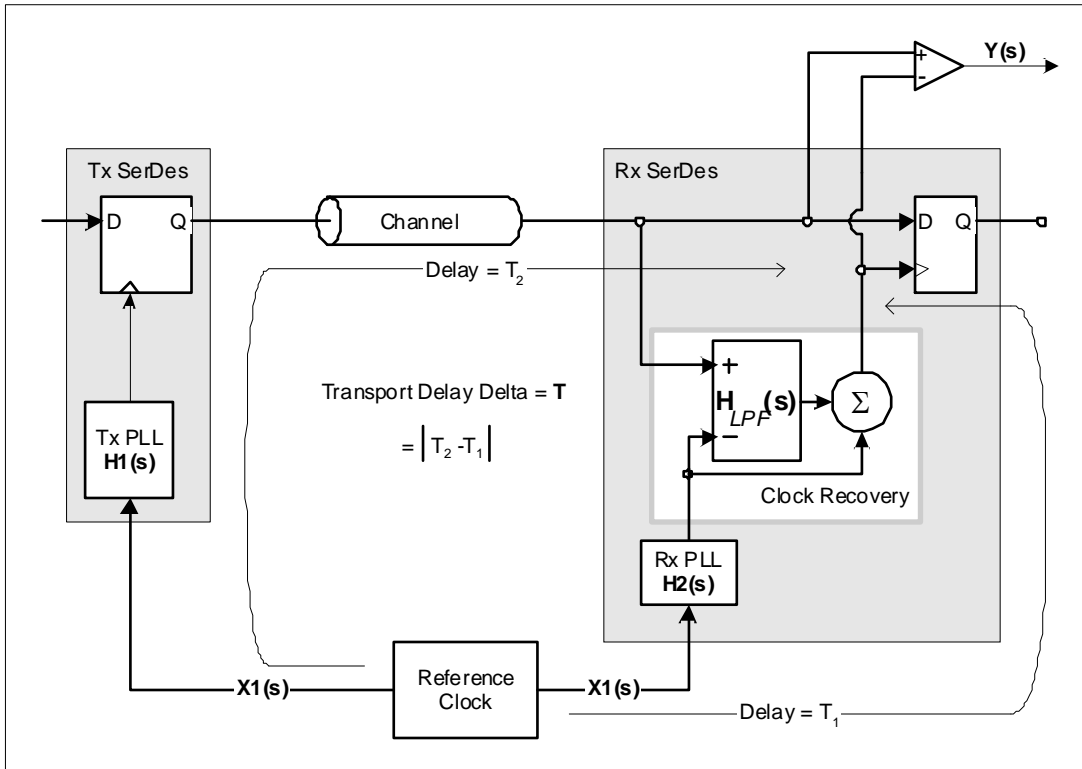 Y(s)
+
-
Tx SerDes
Rx SerDes
D Q
Channel
D Q
Delay = T2
Transport Delay Delta = T
= | T2 -T1 |
+
HLPF(s)
−
Σ
Clock Recovery
Tx PLL
H1(s)
Rx PLL
H2(s)
X1(s)
Reference
Clock
X1(s)
Delay = T1